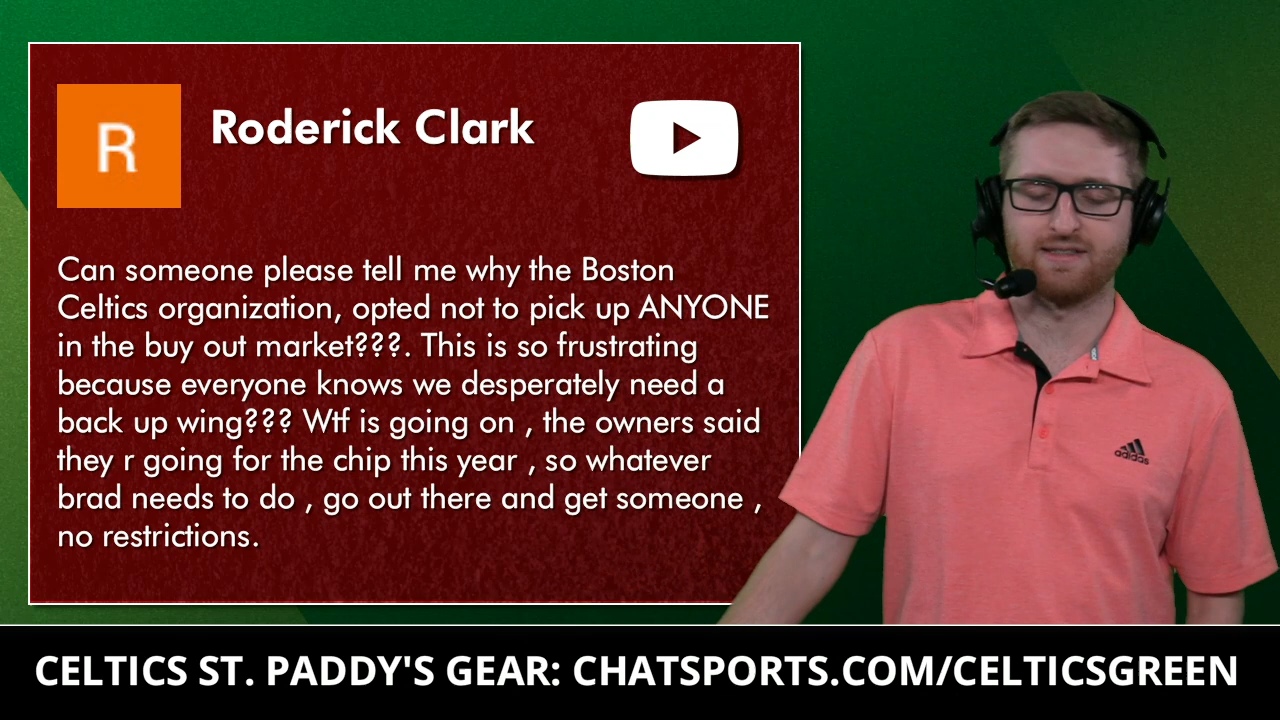 R
Roderick Clark
Can someone please tell me why the Boston
Celtics organization, opted not to pick up ANYONE
in the buy out market???. This is so frustrating
because everyone knows we desperately need a
back up wing??? Wtf is going on , the owners said
they r going for the chip this year , so whatever
brad needs to do , go out there and get someone ,
no restrictions.
adidas
CELTICS ST. PADDY'S GEAR: CHATSPORTS.COM/CELTICSGREEN